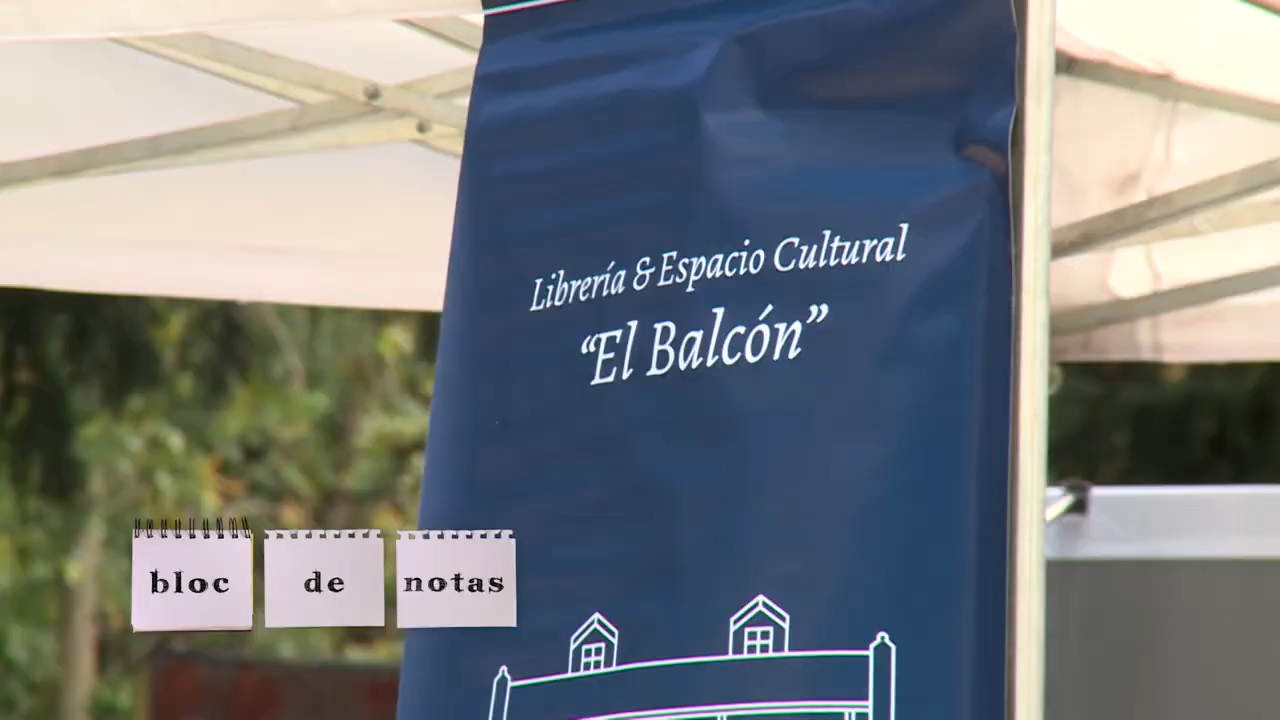 Librería & Espacio Cultural
“El Balcón”
bloc de notas